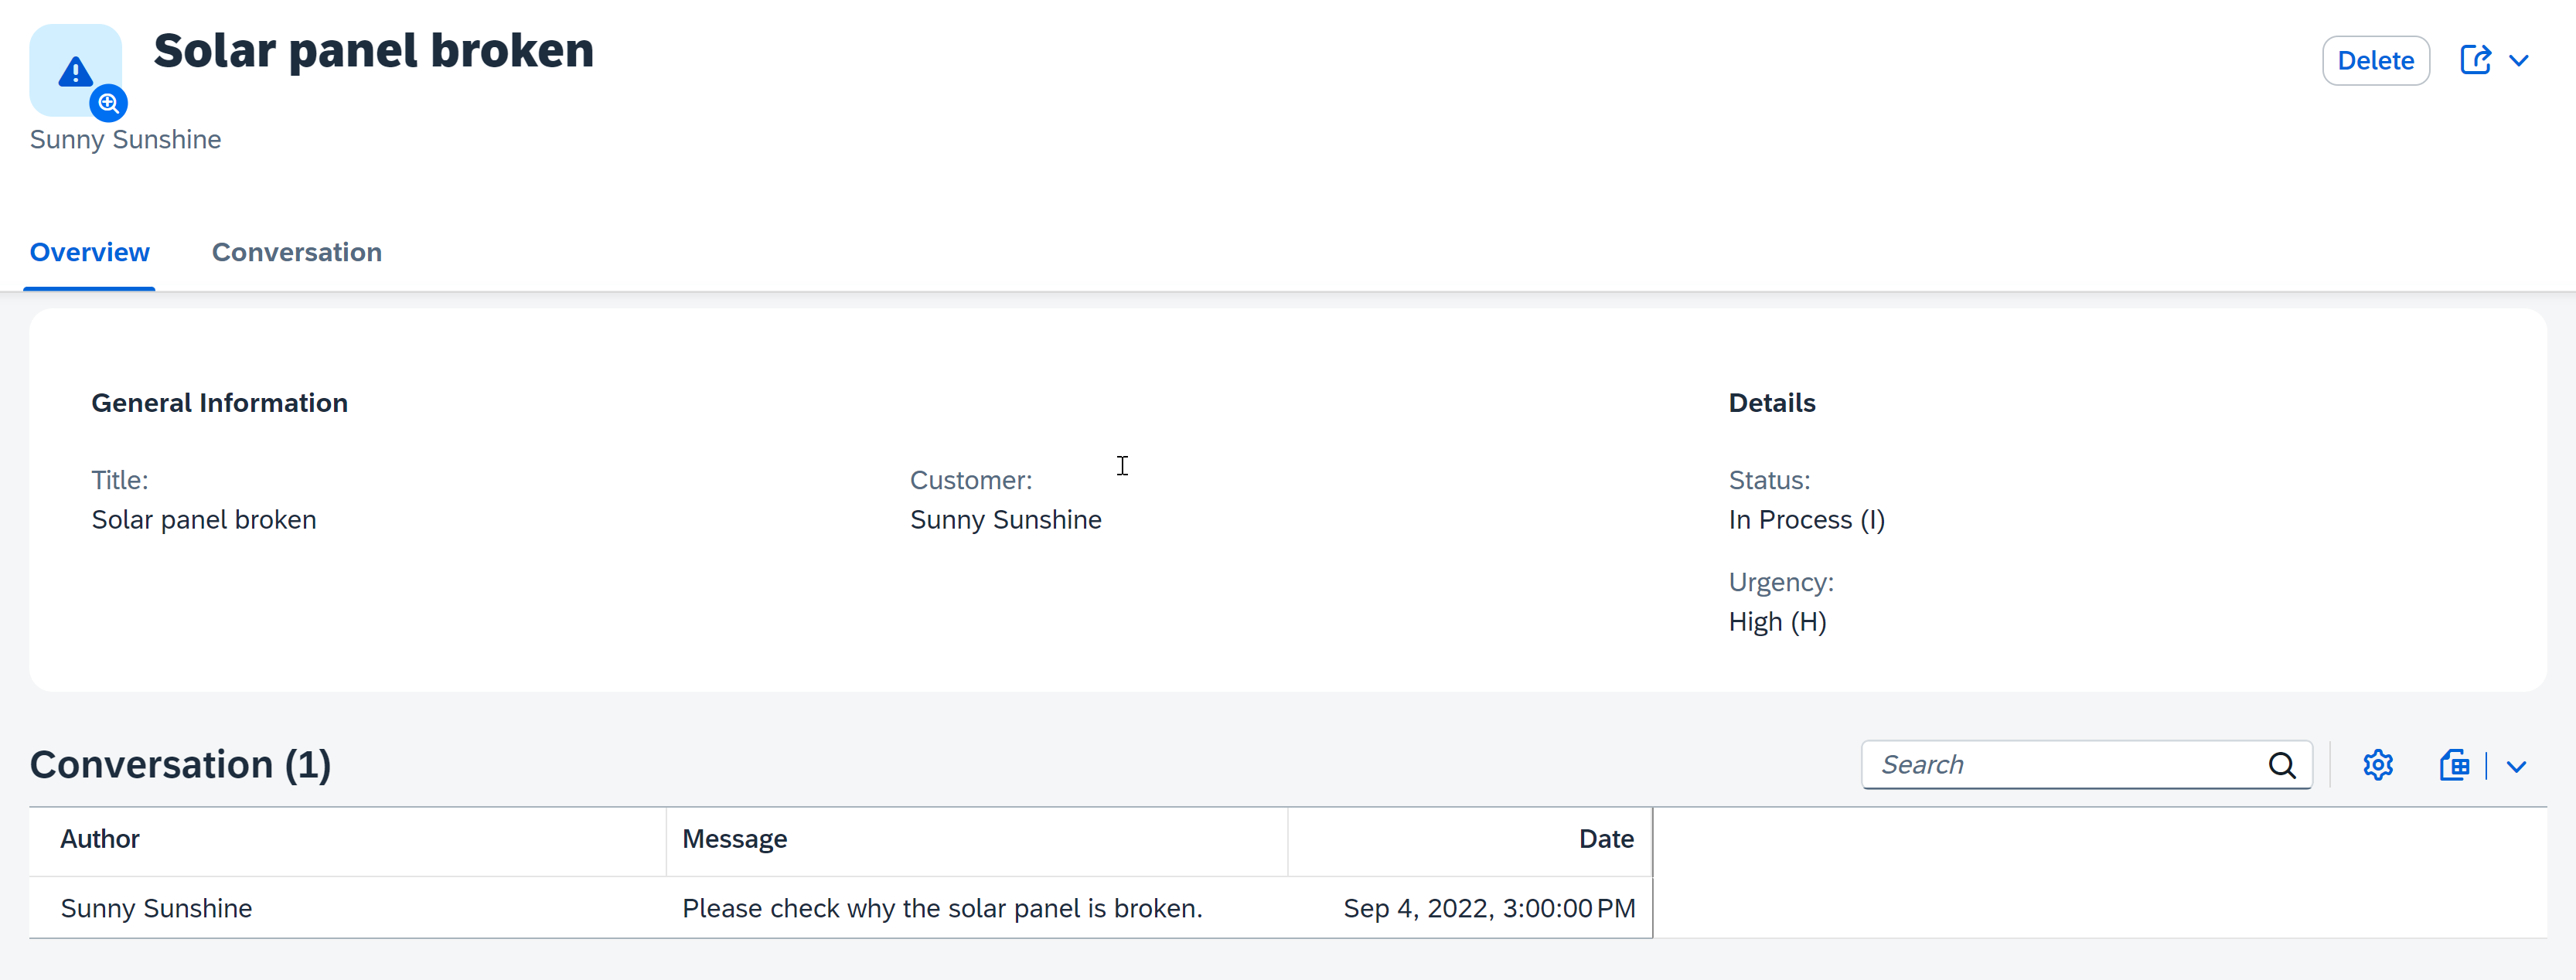 Solar panel broken
Delete
Sunny Sunshine
Overview Conversation
General Information
Title:
Solar panel broken
Customer:
Sunny Sunshine
Details
Status:
In Process (I)
Urgency:
High (H)
Conversation (1)
Search
Author Message Date
Sunny Sunshine Please check why the solar panel is broken. Sep 4, 2022, 3:00:00 PM